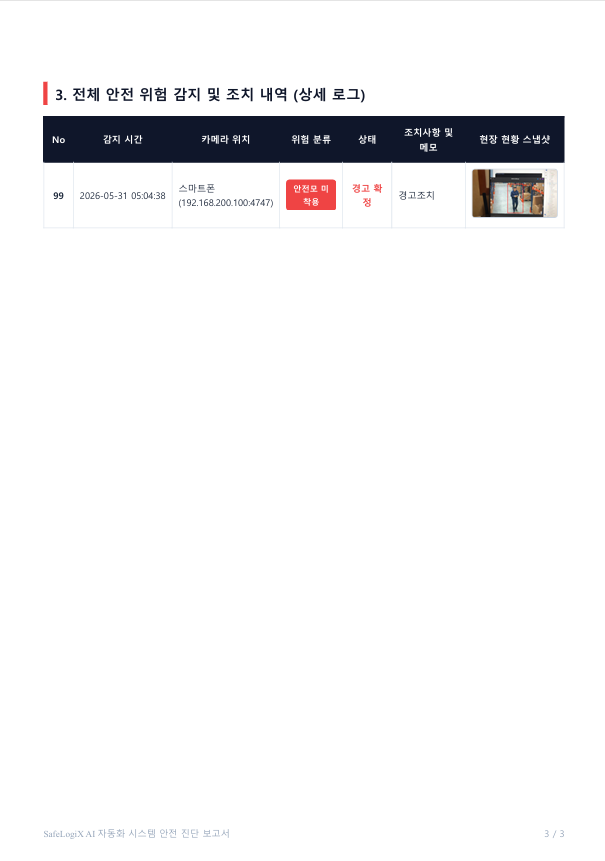 3. 전체 안전 위험 감지 및 조치 내역 (상세 로그)
No 감지 시간 카메라 위치 위험 분류 상태 조치사항 및 메모 현장 현황 스냅샷
99 2026-05-31 05:04:38 스마트폰 (192.168.200.100:4747) 안전모 미착용 경고 확정 경고조치
SafeLogiX AI 자동화 시스템 안전 진단 보고서
3 / 3